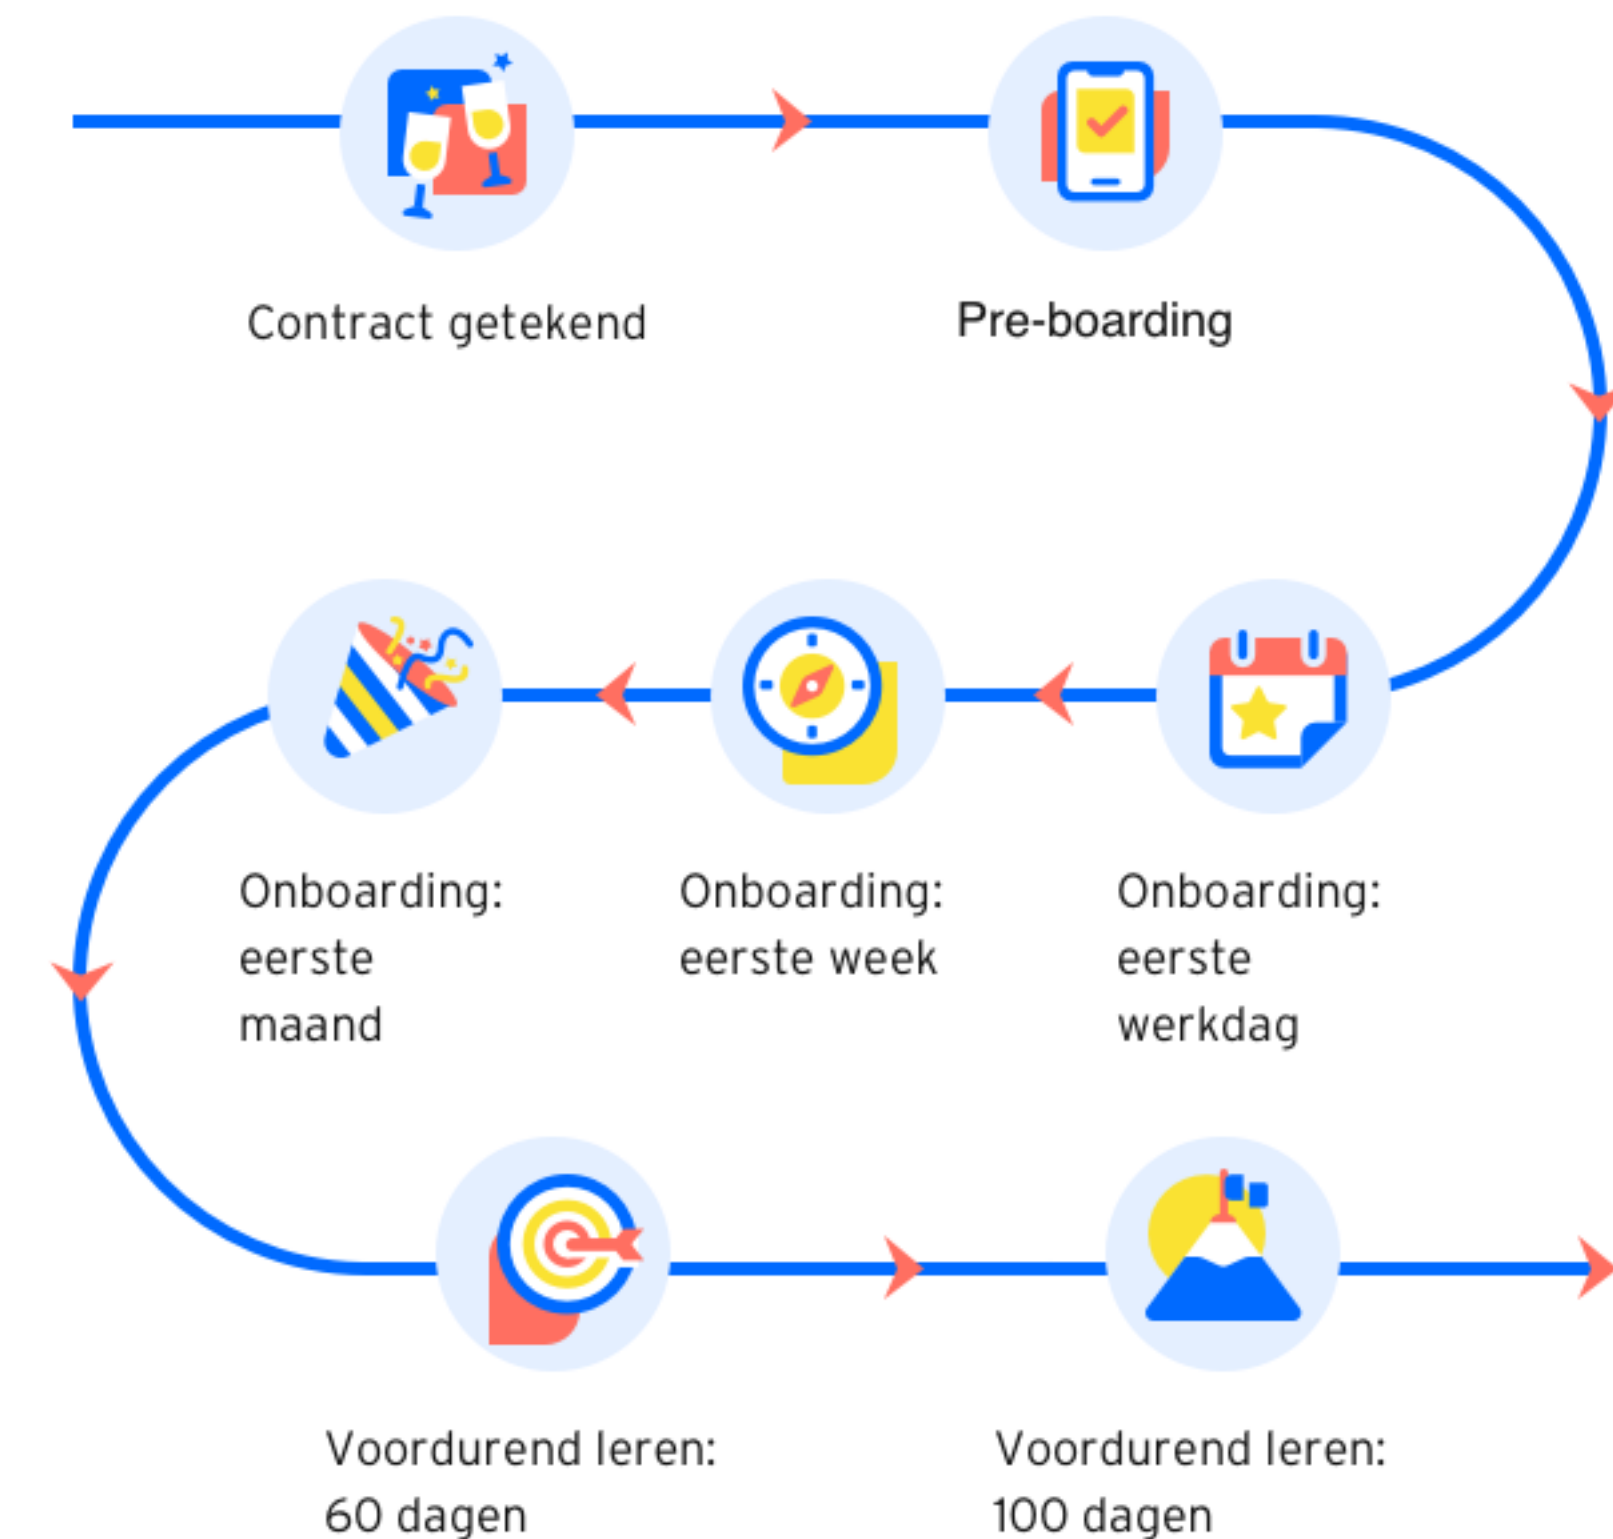 Contract getekend
Pre-boarding
Onboarding:
eerste
maand
Onboarding:
eerste week
Onboarding:
eerste
werkdag
Voordurend leren:
60 dagen
Voordurend leren:
100 dagen